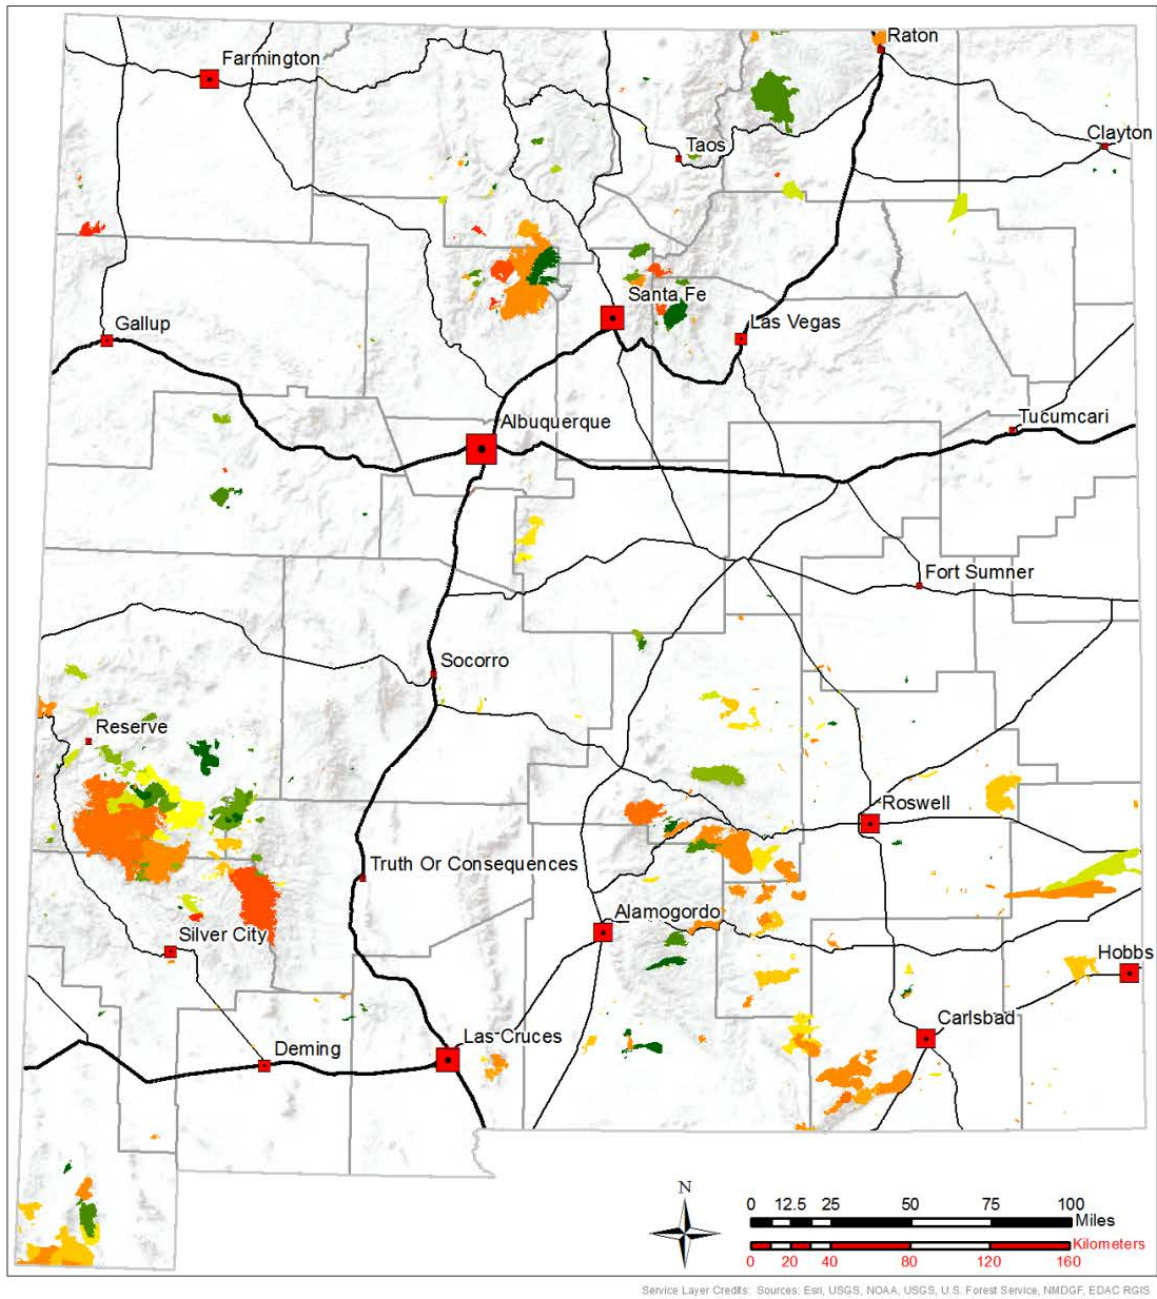 Raton
Farmington
Clayton
Taos
Santa Fe
Gallup
Las Vegas
Tucumcari
Albuquerque
Fort Sumner
Socorro
Reserve
Roswell
Truth Or Consequences
Alamogordo
Silver City
Hobbs
Carlsbad
Las Cruces
Deming
N
0 12.5 25 50 75 100
Miles
Kilometers
0 20 40 80 120 160
Service Layer Credits: Sources: Esri, USGS, NOAA, USGS, U.S. Forest Service, NMDGF, EDAC RGIS